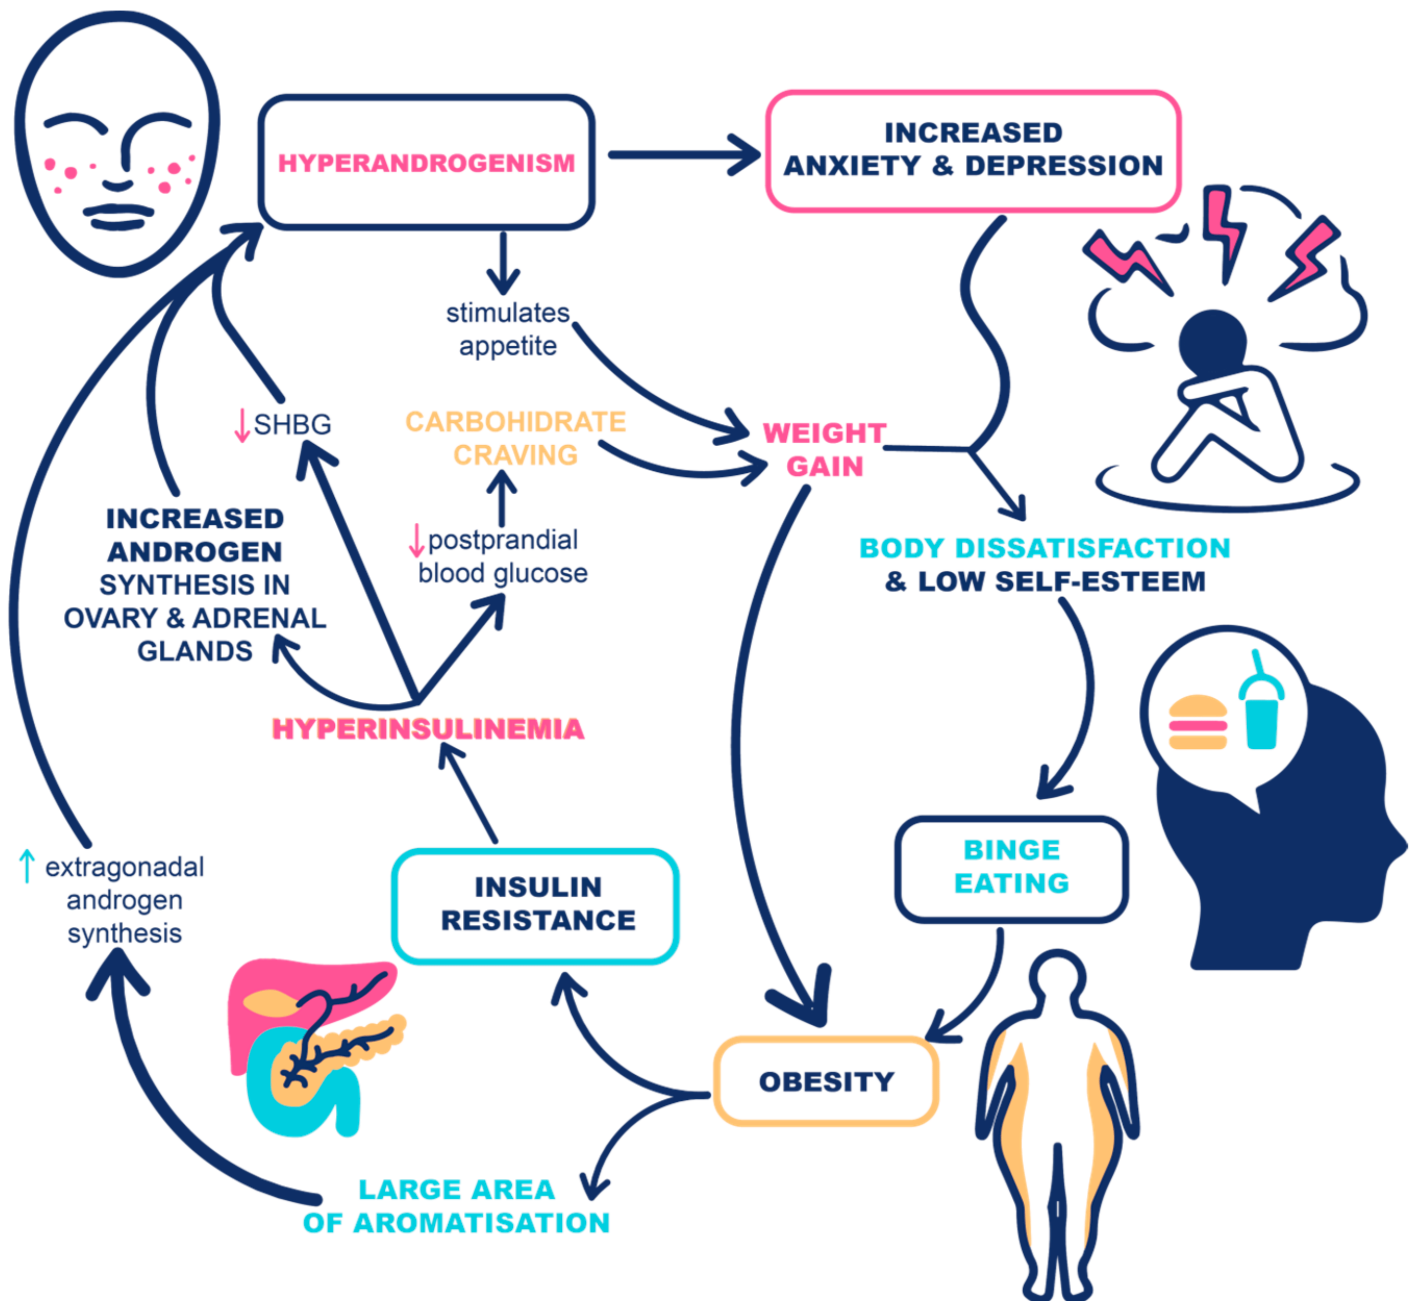 HYPERANDROGENISM
INCREASED
ANXIETY & DEPRESSION
stimulates
appetite
↓SHBG
CARBOHIDRATE
CRAVING
WEIGHT
GAIN
INCREASED
ANDROGEN
SYNTHESIS IN
OVARY & ADRENAL
GLANDS
↓postprandial
blood glucose
BODY DISSATISFACTION
& LOW SELF-ESTEEM
HYPERINSULINEMIA
↑ extragonadal
androgen
synthesis
INSULIN
RESISTANCE
BINGE
EATING
OBESITY
LARGE AREA
OF AROMATISATION